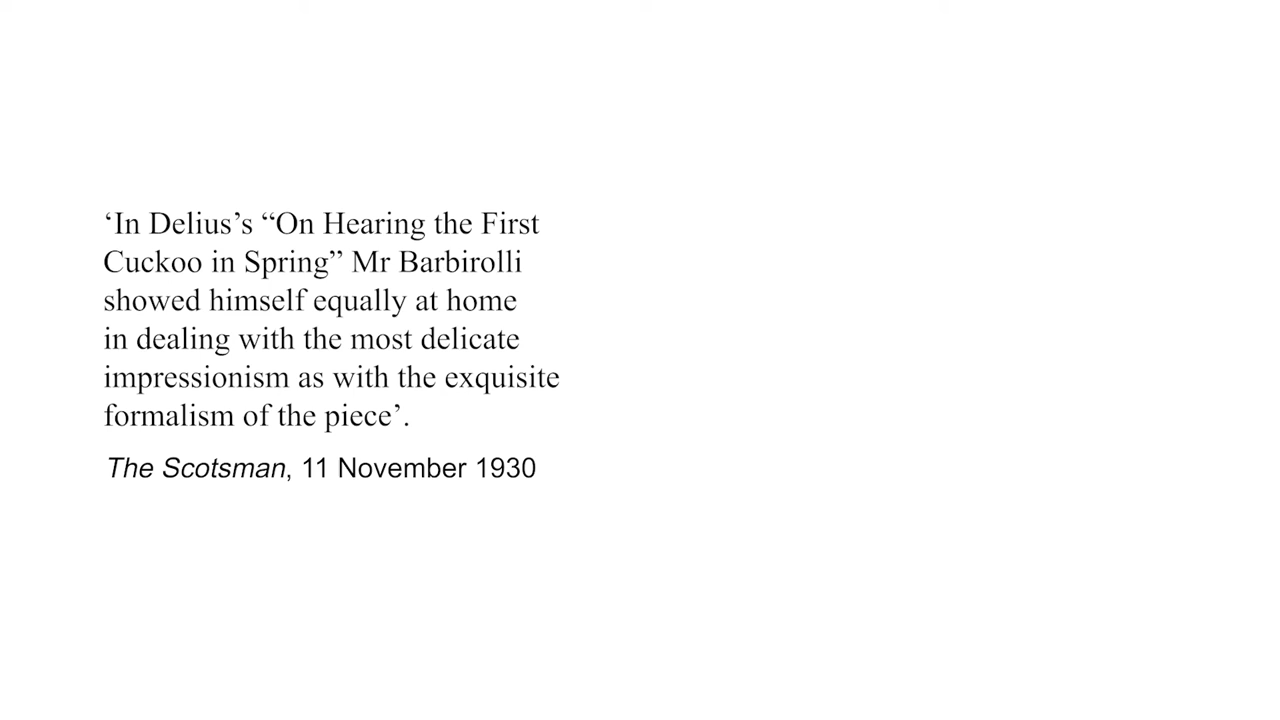 ‘In Delius’s “On Hearing the First
Cuckoo in Spring” Mr Barbirolli
showed himself equally at home
in dealing with the most delicate
impressionism as with the exquisite
formalism of the piece’.
The Scotsman, 11 November 1930